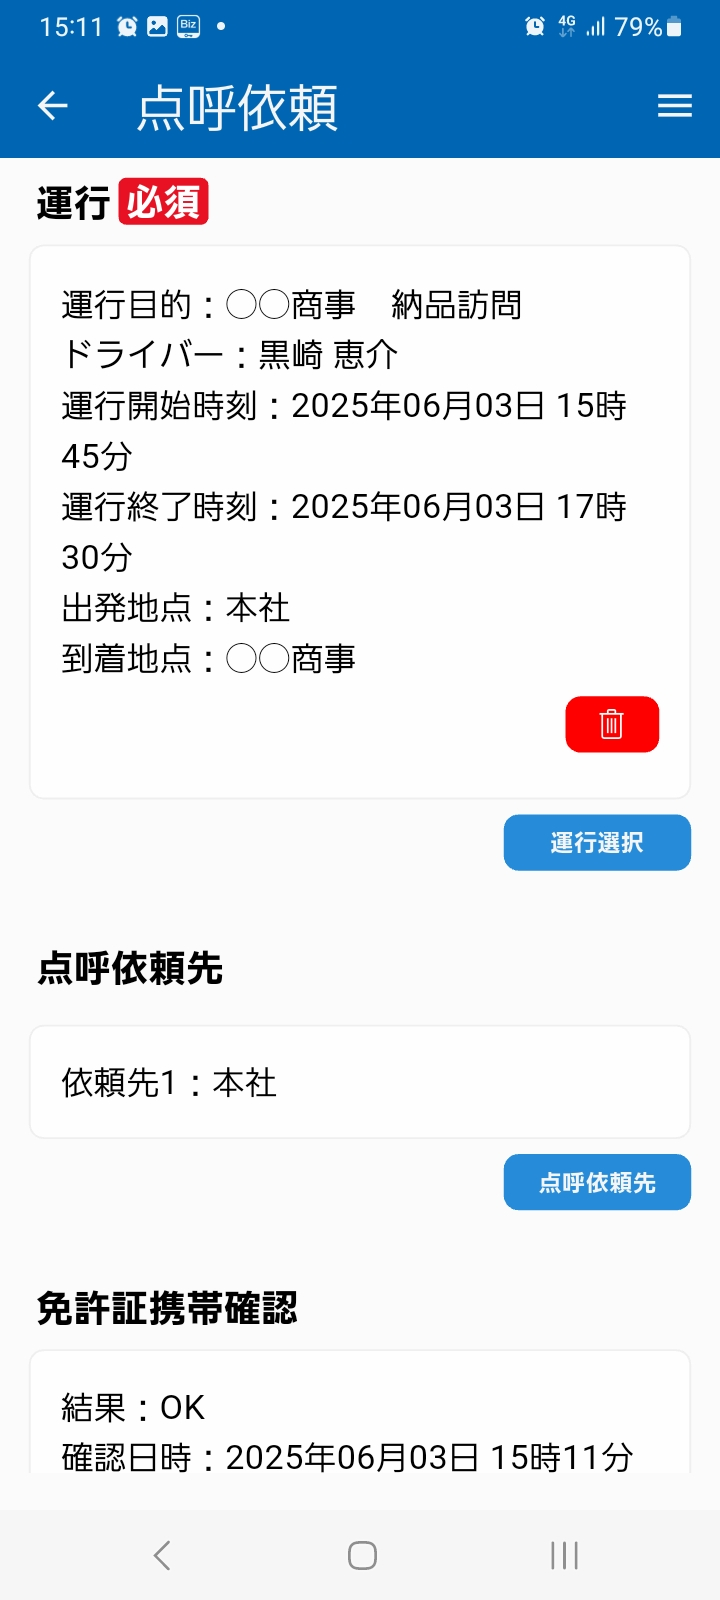 15:11 Biz 4G 79%
点呼依頼
運行 必須
運行目的：〇〇商事　納品訪問
ドライバー：黒崎 恵介
運行開始時刻：2025年06月03日 15時
45分
運行終了時刻：2025年06月03日 17時
30分
出発地点：本社
到着地点：〇〇商事
運行選択
点呼依頼先
依頼先1：本社
点呼依頼先
免許証携帯確認
結果：OK
確認日時：2025年06月03日 15時11分